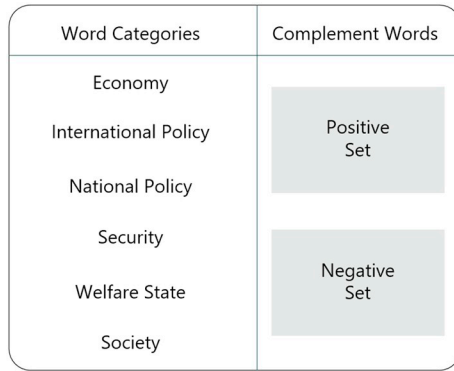 Word Categories
Complement Words
Economy
International Policy
National Policy
Security
Welfare State
Society
Positive
Set
Negative
Set